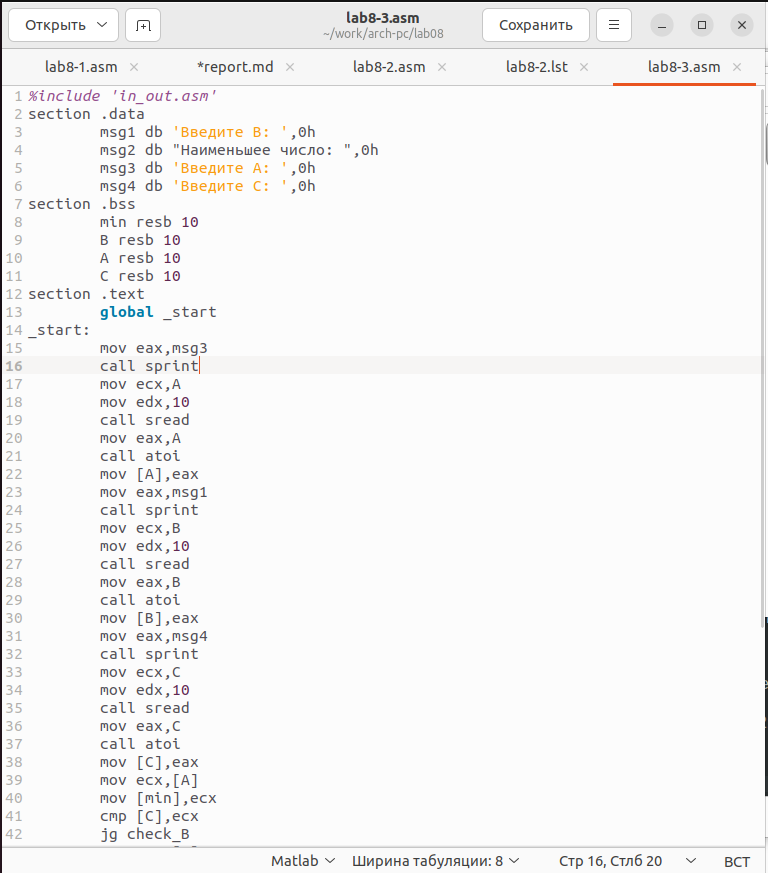 Открыть
lab8-3.asm
~/work/arch-pc/lab08
Сохранить
lab8-1.asm × *report.md × lab8-2.asm × lab8-2.lst × lab8-3.asm ×
1 %include 'in_out.asm'
2 section .data
3 msg1 db 'Введите B: ',0h
4 msg2 db "Наименьшее число: ",0h
5 msg3 db 'Введите A: ',0h
6 msg4 db 'Введите C: ',0h
7 section .bss
8 min resb 10
9 B resb 10
10 A resb 10
11 C resb 10
12 section .text
13 global _start
14 _start:
15 mov eax,msg3
16 call sprint
17 mov ecx,A
18 mov edx,10
19 call sread
20 mov eax,A
21 call atoi
22 mov [A],eax
23 mov eax,msg1
24 call sprint
25 mov ecx,B
26 mov edx,10
27 call sread
28 mov eax,B
29 call atoi
30 mov [B],eax
31 mov eax,msg4
32 call sprint
33 mov ecx,C
34 mov edx,10
35 call sread
36 mov eax,C
37 call atoi
38 mov [C],eax
39 mov ecx,[A]
40 mov [min],ecx
41 cmp [C],ecx
42 jg check_B
Matlab Ширина табуляции: 8 Стр 16, Стлб 20 ВСТ